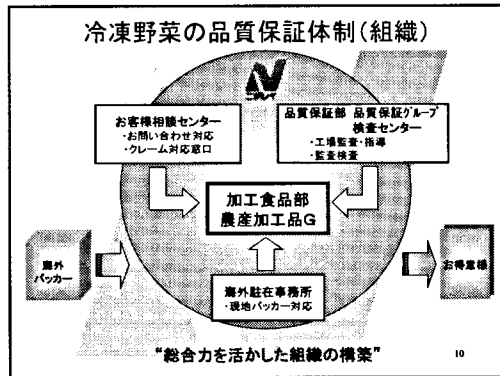 冷凍野菜の品質保証体制(組織)
ニチレイ
お客様相談センター
・お問い合わせ対応
・クレーム対応窓口
品質保証部 品質保証グループ
検査センター
・工場監査・指導
・監査検査
加工食品部
農産加工品G
海外
パッカー
お得意様
海外駐在事務所
・現地パッカー対応
“総合力を活かした組織の構築”
10